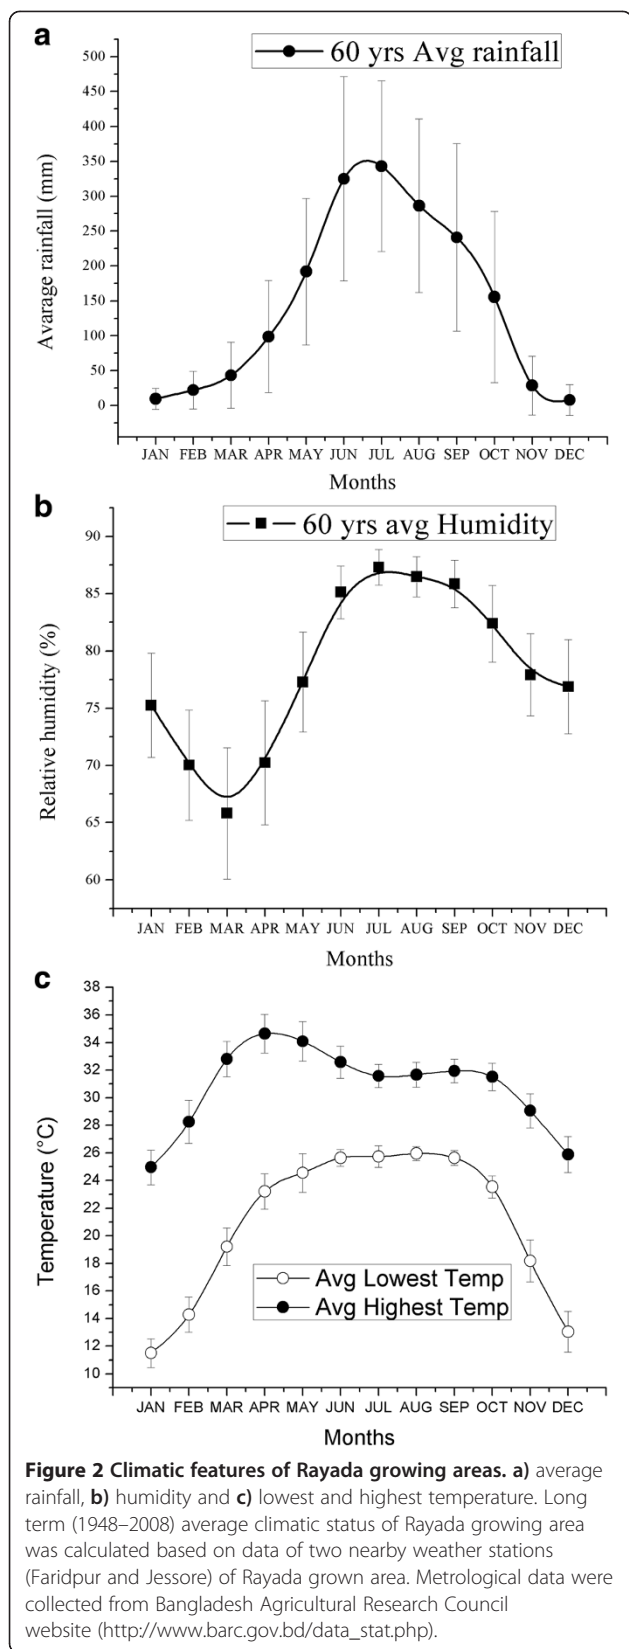 a
60 yrs Avg rainfall
500
450
400
350
300
250
200
150
100
50
0
Avarage rainfall (mm)
JAN FEB MAR APR MAY JUN JUL AUG SEP OCT NOV DEC
Months
b
60 yrs avg Humidity
90
85
80
75
70
65
60
Relative humidity (%)
JAN FEB MAR APR MAY JUN JUL AUG SEP OCT NOV DEC
Months
c
38
36
34
32
30
28
26
24
22
20
18
16
14
12
10
Temperature (°C)
Avg Lowest Temp
Avg Highest Temp
JAN FEB MAR APR MAY JUN JUL AUG SEP OCT NOV DEC
Months
Figure 2 Climatic features of Rayada growing areas. a) average
rainfall, b) humidity and c) lowest and highest temperature. Long
term (1948–2008) average climatic status of Rayada growing area
was calculated based on data of two nearby weather stations
(Faridpur and Jessore) of Rayada grown area. Metrological data were
collected from Bangladesh Agricultural Research Council
website (http://www.barc.gov.bd/data_stat.php).